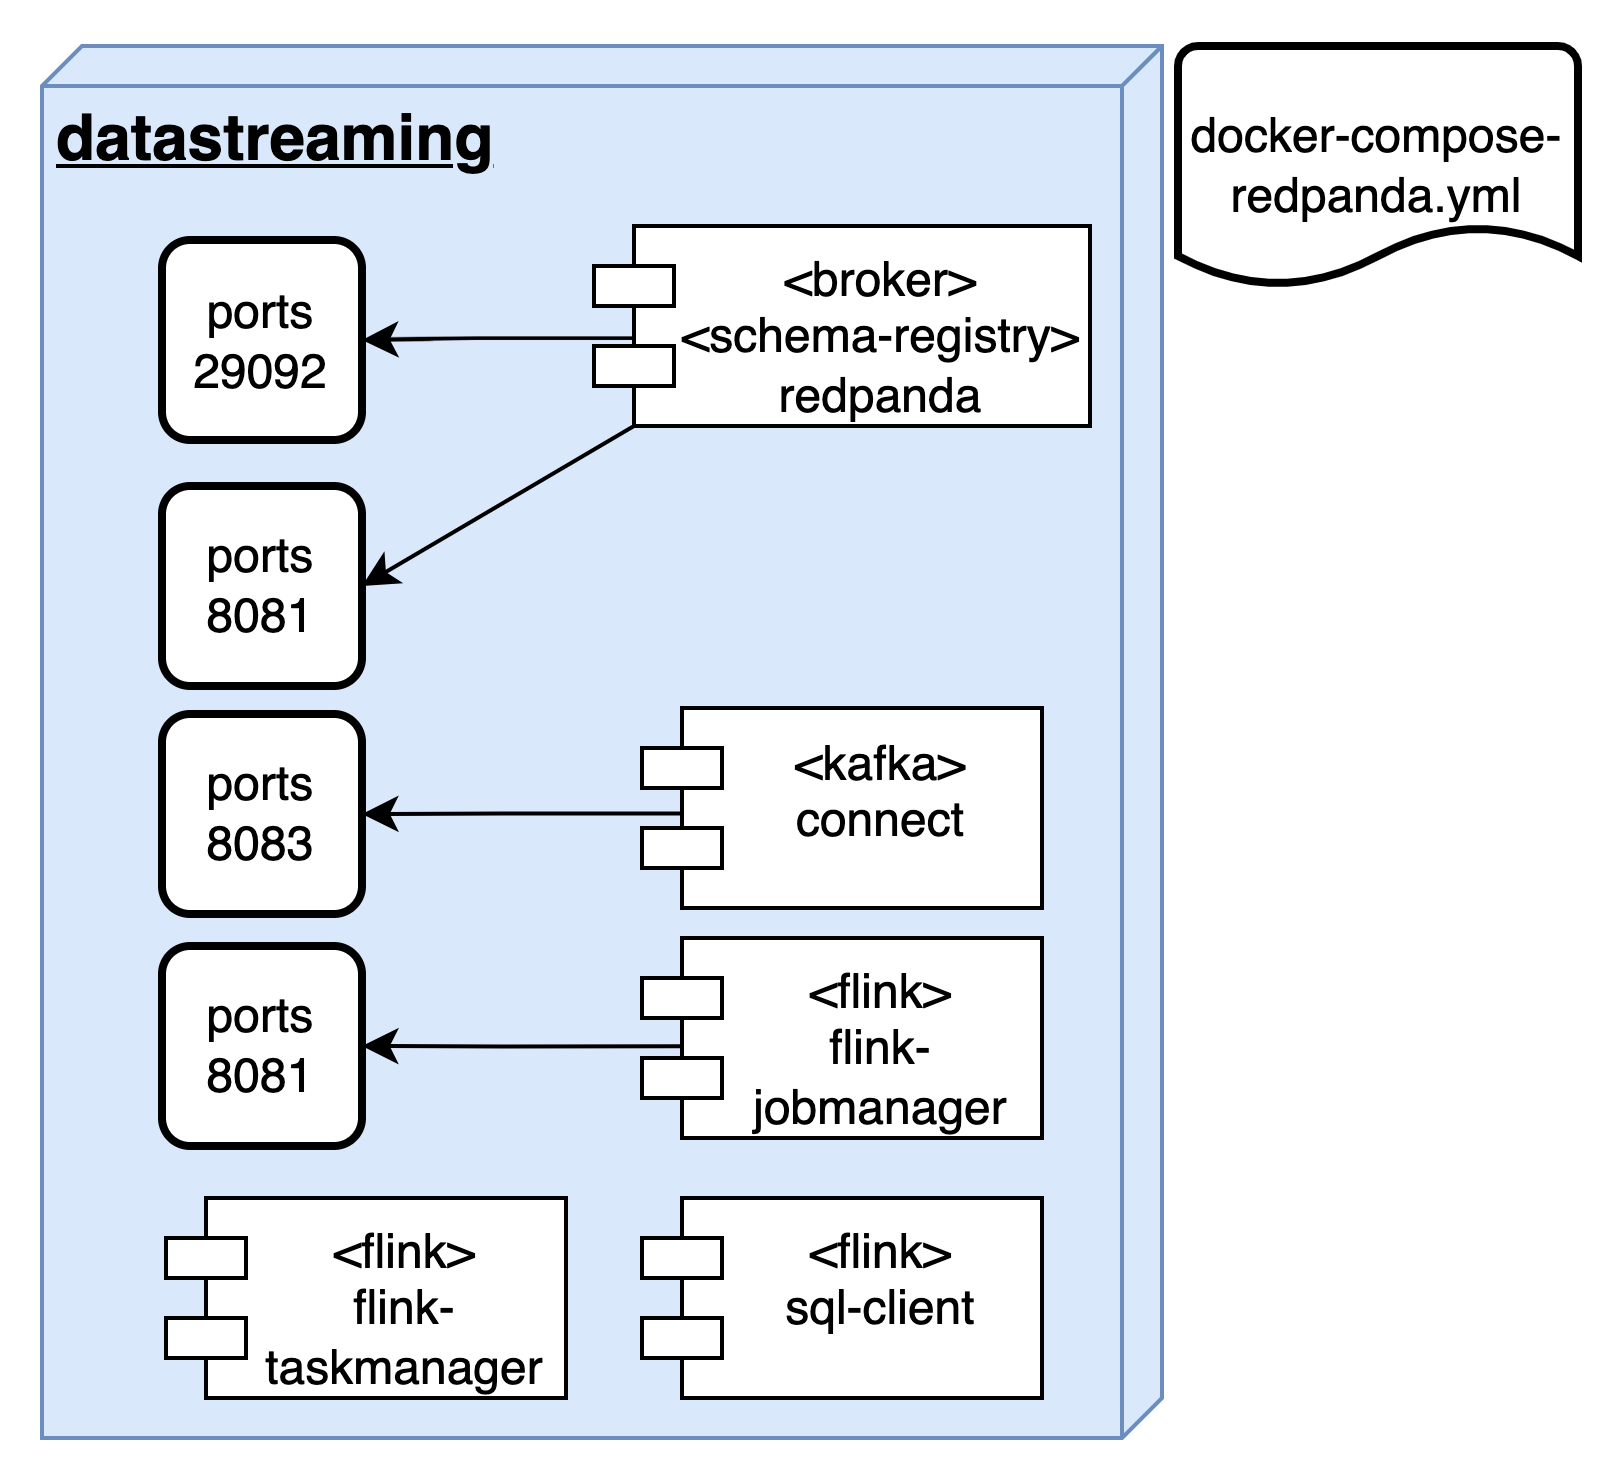 datastreaming
docker-compose-
redpanda.yml
ports
29092
<broker>
<schema-registry>
redpanda
ports
8081
ports
8083
<kafka>
connect
ports
8081
<flink>
flink-
jobmanager
<flink>
flink-
taskmanager
<flink>
sql-client